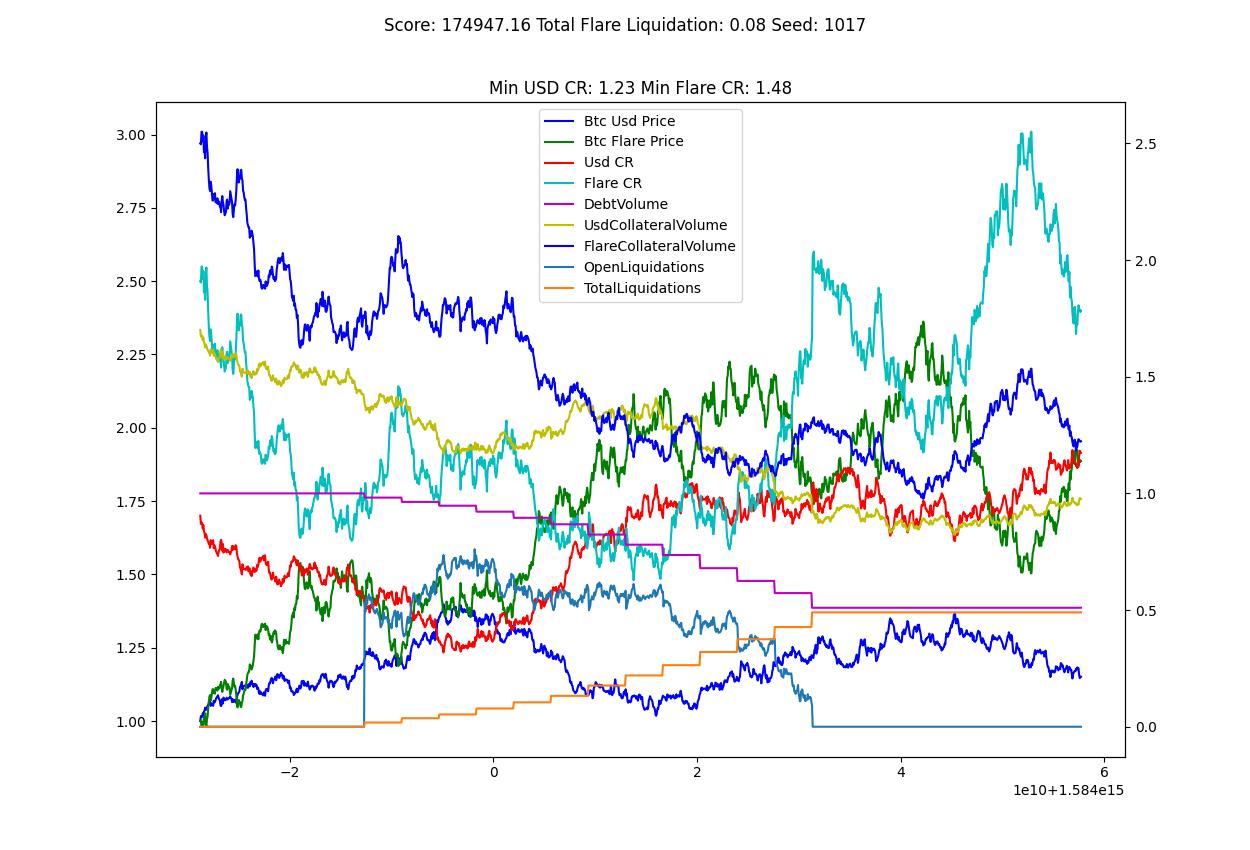 Score: 174947.16 Total Flare Liquidation: 0.08 Seed: 1017
Min USD CR: 1.23 Min Flare CR: 1.48
Btc Usd Price
Btc Flare Price
Usd CR
Flare CR
DebtVolume
UsdCollateralVolume
FlareCollateralVolume
OpenLiquidations
TotalLiquidations
3.00
2.75
2.50
2.25
2.00
1.75
1.50
1.25
1.00
2.5
2.0
1.5
1.0
0.5
0.0
−2 0 2 4 6
1e10+1.584e15